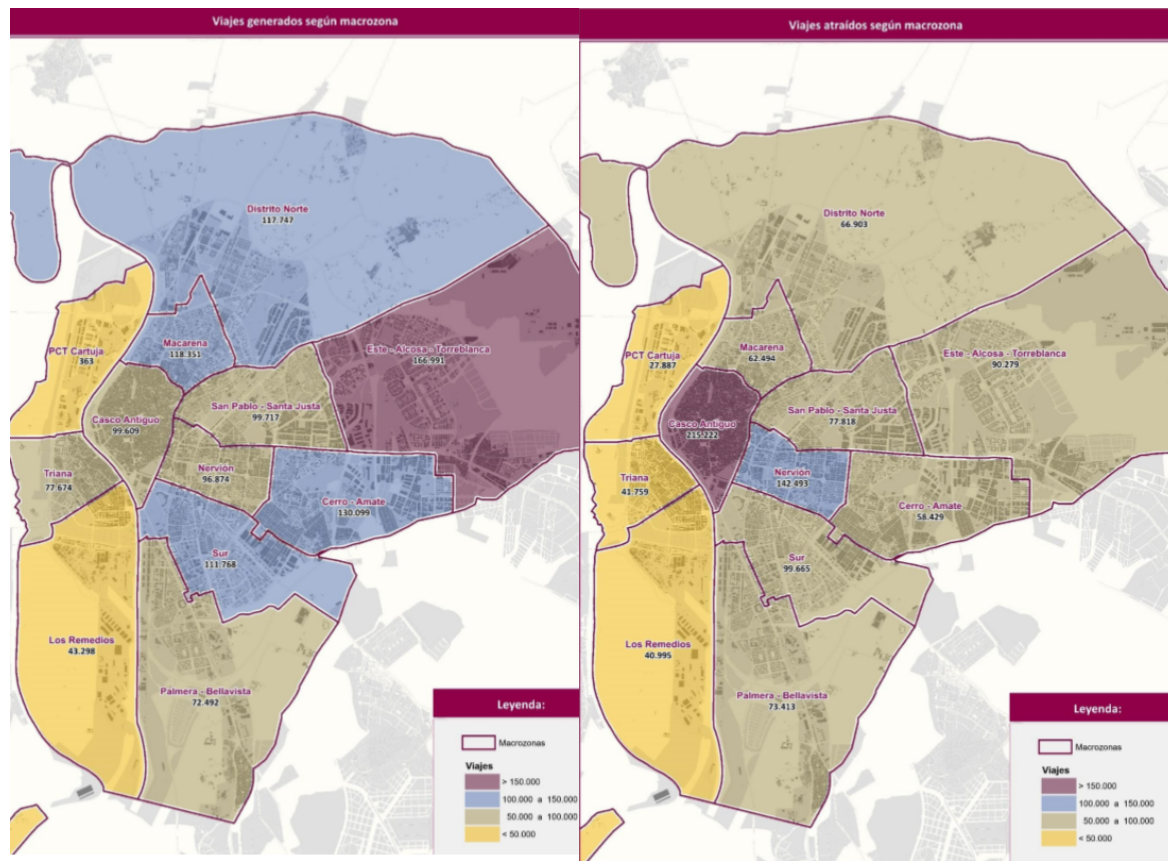 Viajes generados según macrozona
Distrito Norte
117.747
Macarena
118.351
PCT Cartuja
363
Este - Alcosa - Torreblanca
166.991
San Pablo - Santa Justa
99.717
Casco Antiguo
99.609
Triana
77.674
Nervión
96.874
Cerro - Amate
130.099
Sur
111.768
Los Remedios
43.298
Palmera - Bellavista
72.492
Leyenda:
Macrozonas
Viajes
> 150.000
100.000 a 150.000
50.000 a 100.000
< 50.000
Viajes atraídos según macrozona
Distrito Norte
66.903
Macarena
62.494
PCT Cartuja
27.887
Este - Alcosa - Torreblanca
90.279
San Pablo - Santa Justa
77.818
Casco Antiguo
215.222
Triana
41.759
Nervión
142.493
Cerro - Amate
58.429
Sur
99.665
Los Remedios
40.995
Palmera - Bellavista
73.413
Leyenda:
Macrozonas
Viajes
> 150.000
100.000 a 150.000
50.000 a 100.000
< 50.000